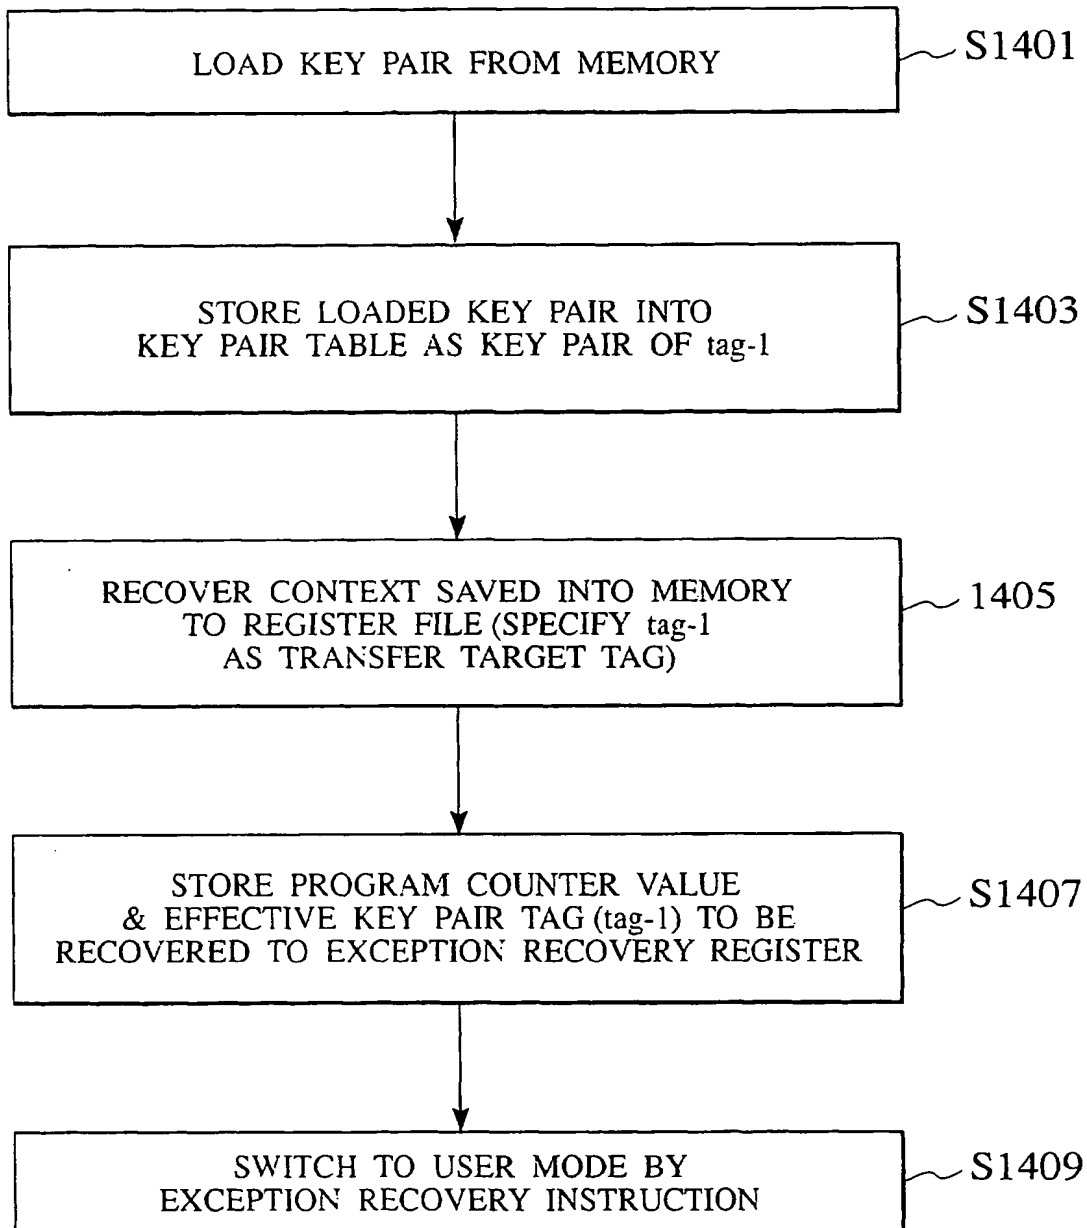 LOAD KEY PAIR FROM MEMORY
S1401
STORE LOADED KEY PAIR INTO
KEY PAIR TABLE AS KEY PAIR OF tag-1
S1403
RECOVER CONTEXT SAVED INTO MEMORY
TO REGISTER FILE (SPECIFY tag-1
AS TRANSFER TARGET TAG)
1405
STORE PROGRAM COUNTER VALUE
& EFFECTIVE KEY PAIR TAG (tag-1) TO BE
RECOVERED TO EXCEPTION RECOVERY REGISTER
S1407
SWITCH TO USER MODE BY
EXCEPTION RECOVERY INSTRUCTION
S1409